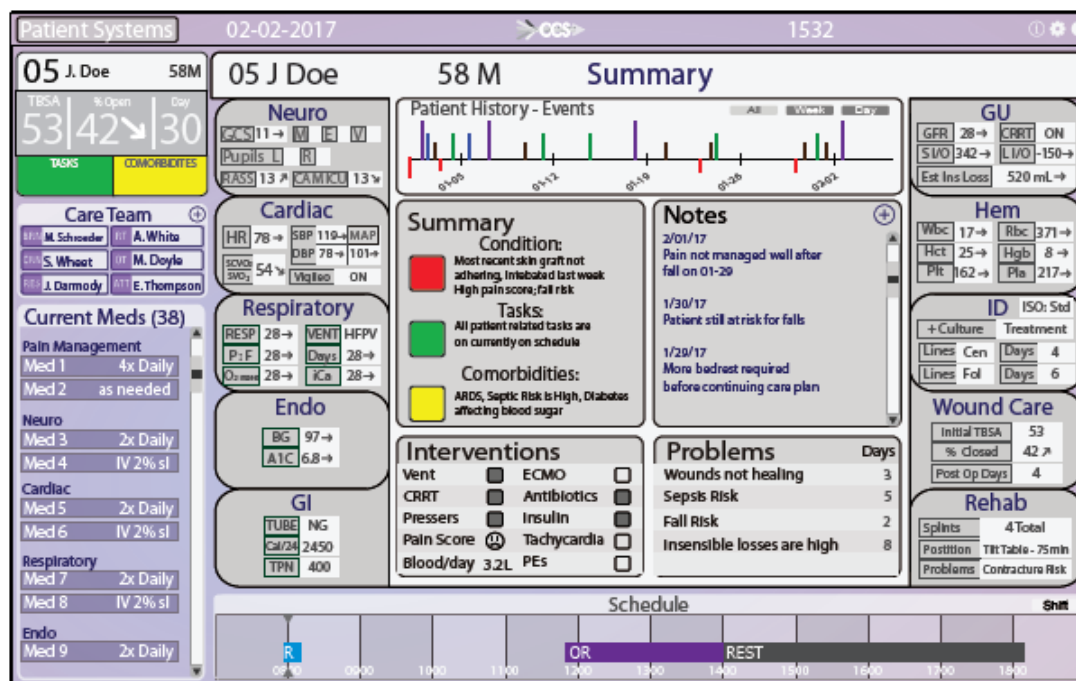 Patient Systems 02-02-2017 CCS 1532
05 J. Doe 58M
TBSA % Open Day
53 42 30
TASKS COMORBIDITES
Care Team
M. Schroeder A. White
S. Wheet OT M. Doyle
J. Darmody ATT E. Thompson
Current Meds (38)
Pain Management
Med 1 4x Daily
Med 2 as needed
Neuro
Med 3 2x Daily
Med 4 IV 2% sl
Cardiac
Med 5 2x Daily
Med 6 IV 2% sl
Respiratory
Med 7 2x Daily
Med 8 IV 2% sl
Endo
Med 9 2x Daily
05 J Doe 58 M Summary
Neuro
GCS 11→ M E V
Pupils L R
RASS 13↗ CAMICU 13↘
Cardiac
HR 78→ SBP 119→ MAP
DBP 78→ 101→
SCVO₂
SVO₂ 54↘ Vigileo ON
Respiratory
RESP 28→ VENT HFPV
P:F 28→ Days 28→
28→ iCa 28→
Endo
BG 97→
A1C 6.8→
GI
TUBE NG
Cal/24 2450
TPN 400
Patient History - Events All Week Day
01-05 01-12 01-19 01-26 02-02
Summary
Condition:
Most recent skin graft not
adhering, Intebated last week
High pain score; fall risk
Tasks:
All patient related tasks are
on currently on schedule
Comorbidities:
ARDS, Septic Risk is High, Diabetes
affecting blood sugar
Notes
2/01/17
Pain not managed well after
fall on 01-29
1/30/17
Patient still at risk for falls
1/29/17
More bedrest required
before continuing care plan
Interventions
Vent ECMO
CRRT Antibiotics
Pressers Insulin
Pain Score Tachycardia
Blood/day 3.2L PEs
Problems Days
Wounds not healing 3
Sepsis Risk 5
Fall Risk 2
Insensible losses are high 8
GU
GFR 28→ CRRT ON
S I/O 342→ L I/O -150→
Est Ins Loss 520 mL→
Hem
Wbc 17→ Rbc 371→
Hct 25→ Hgb 8→
Plt 162→ Pla 217→
ID ISO: Std
+Culture Treatment
Lines Cen Days 4
Lines Fol Days 6
Wound Care
Initial TBSA 53
% Closed 42↗
Post Op Days 4
Rehab
Splints 4 Total
Postition Tilt Table - 75min
Problems Contracture Risk
Schedule Shift
R OR REST
0800 0900 1000 1100 1200 1300 1400 1500 1600 1700 1800